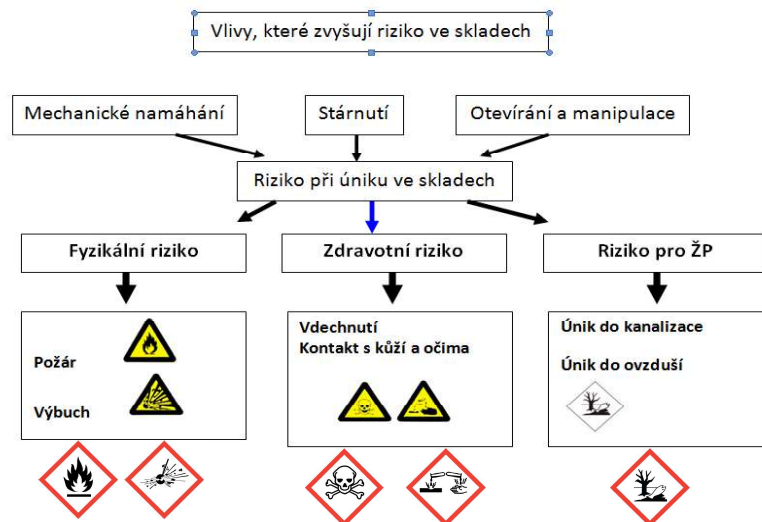 Vlivy, které zvyšují riziko ve skladech
Mechanické namáhání
Stárnutí
Otevírání a manipulace
Riziko při úniku ve skladech
Fyzikální riziko
Zdravotní riziko
Riziko pro ŽP
Požár
Výbuch
Vdechnutí
Kontakt s kůží a očima
Únik do kanalizace
Únik do ovzduší